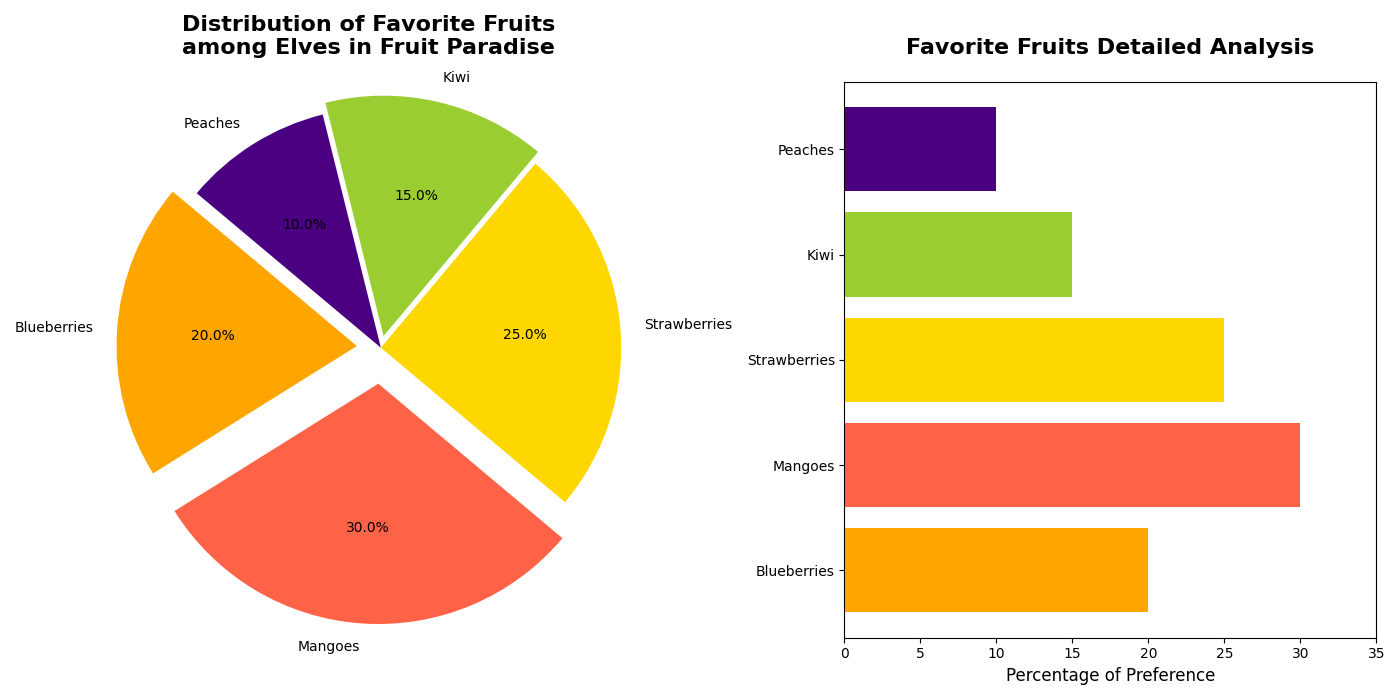 Distribution of Favorite Fruits
among Elves in Fruit Paradise
Kiwi
Peaches
15.0%
10.0%
Blueberries
20.0%
25.0%
Strawberries
30.0%
Mangoes
Favorite Fruits Detailed Analysis
Peaches
Kiwi
Strawberries
Mangoes
Blueberries
0 5 10 15 20 25 30 35
Percentage of Preference